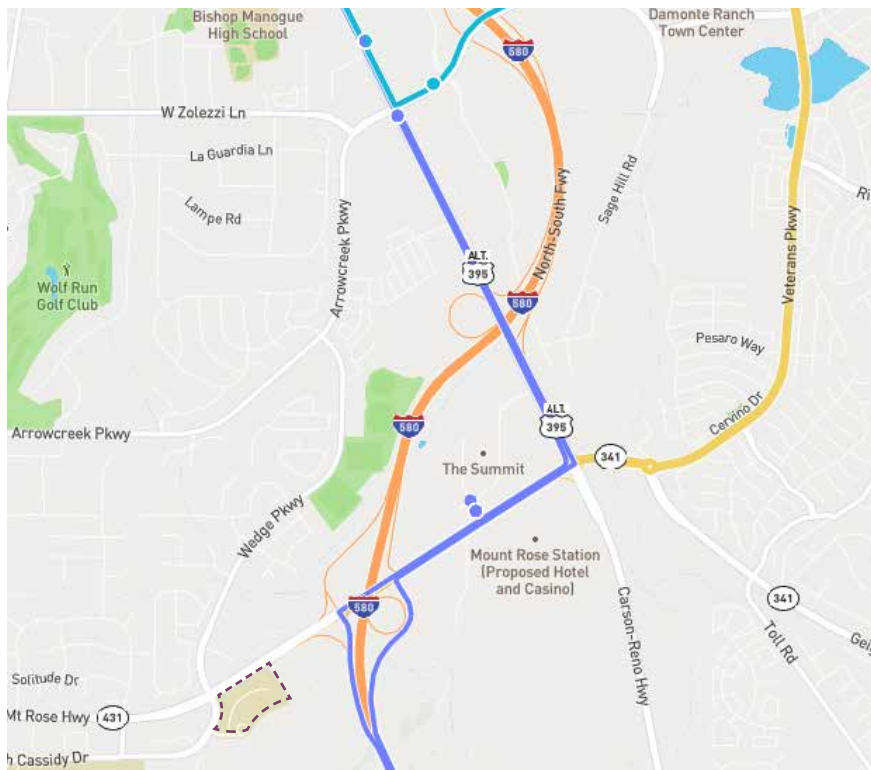 Bishop Manogue
High School
580
Damonte Ranch
Town Center
W Zolezzi Ln
La Guardia Ln
Lampe Rd
Arrowcreek Pkwy
Sage Hill Rd
Ri
North-South Fwy
Veterans Pkwy
ALT.
395
Wolf Run
Golf Club
580
Pesaro Way
Arrowcreek Pkwy
580
ALT.
395
Cervino Dr
341
The Summit
Wedge Pkwy
Mount Rose Station
(Proposed Hotel
and Casino)
580
341
Carson-Reno Hwy
Toll Rd
Geig
Solitude Dr
Mt Rose Hwy
431
h Cassidy Dr